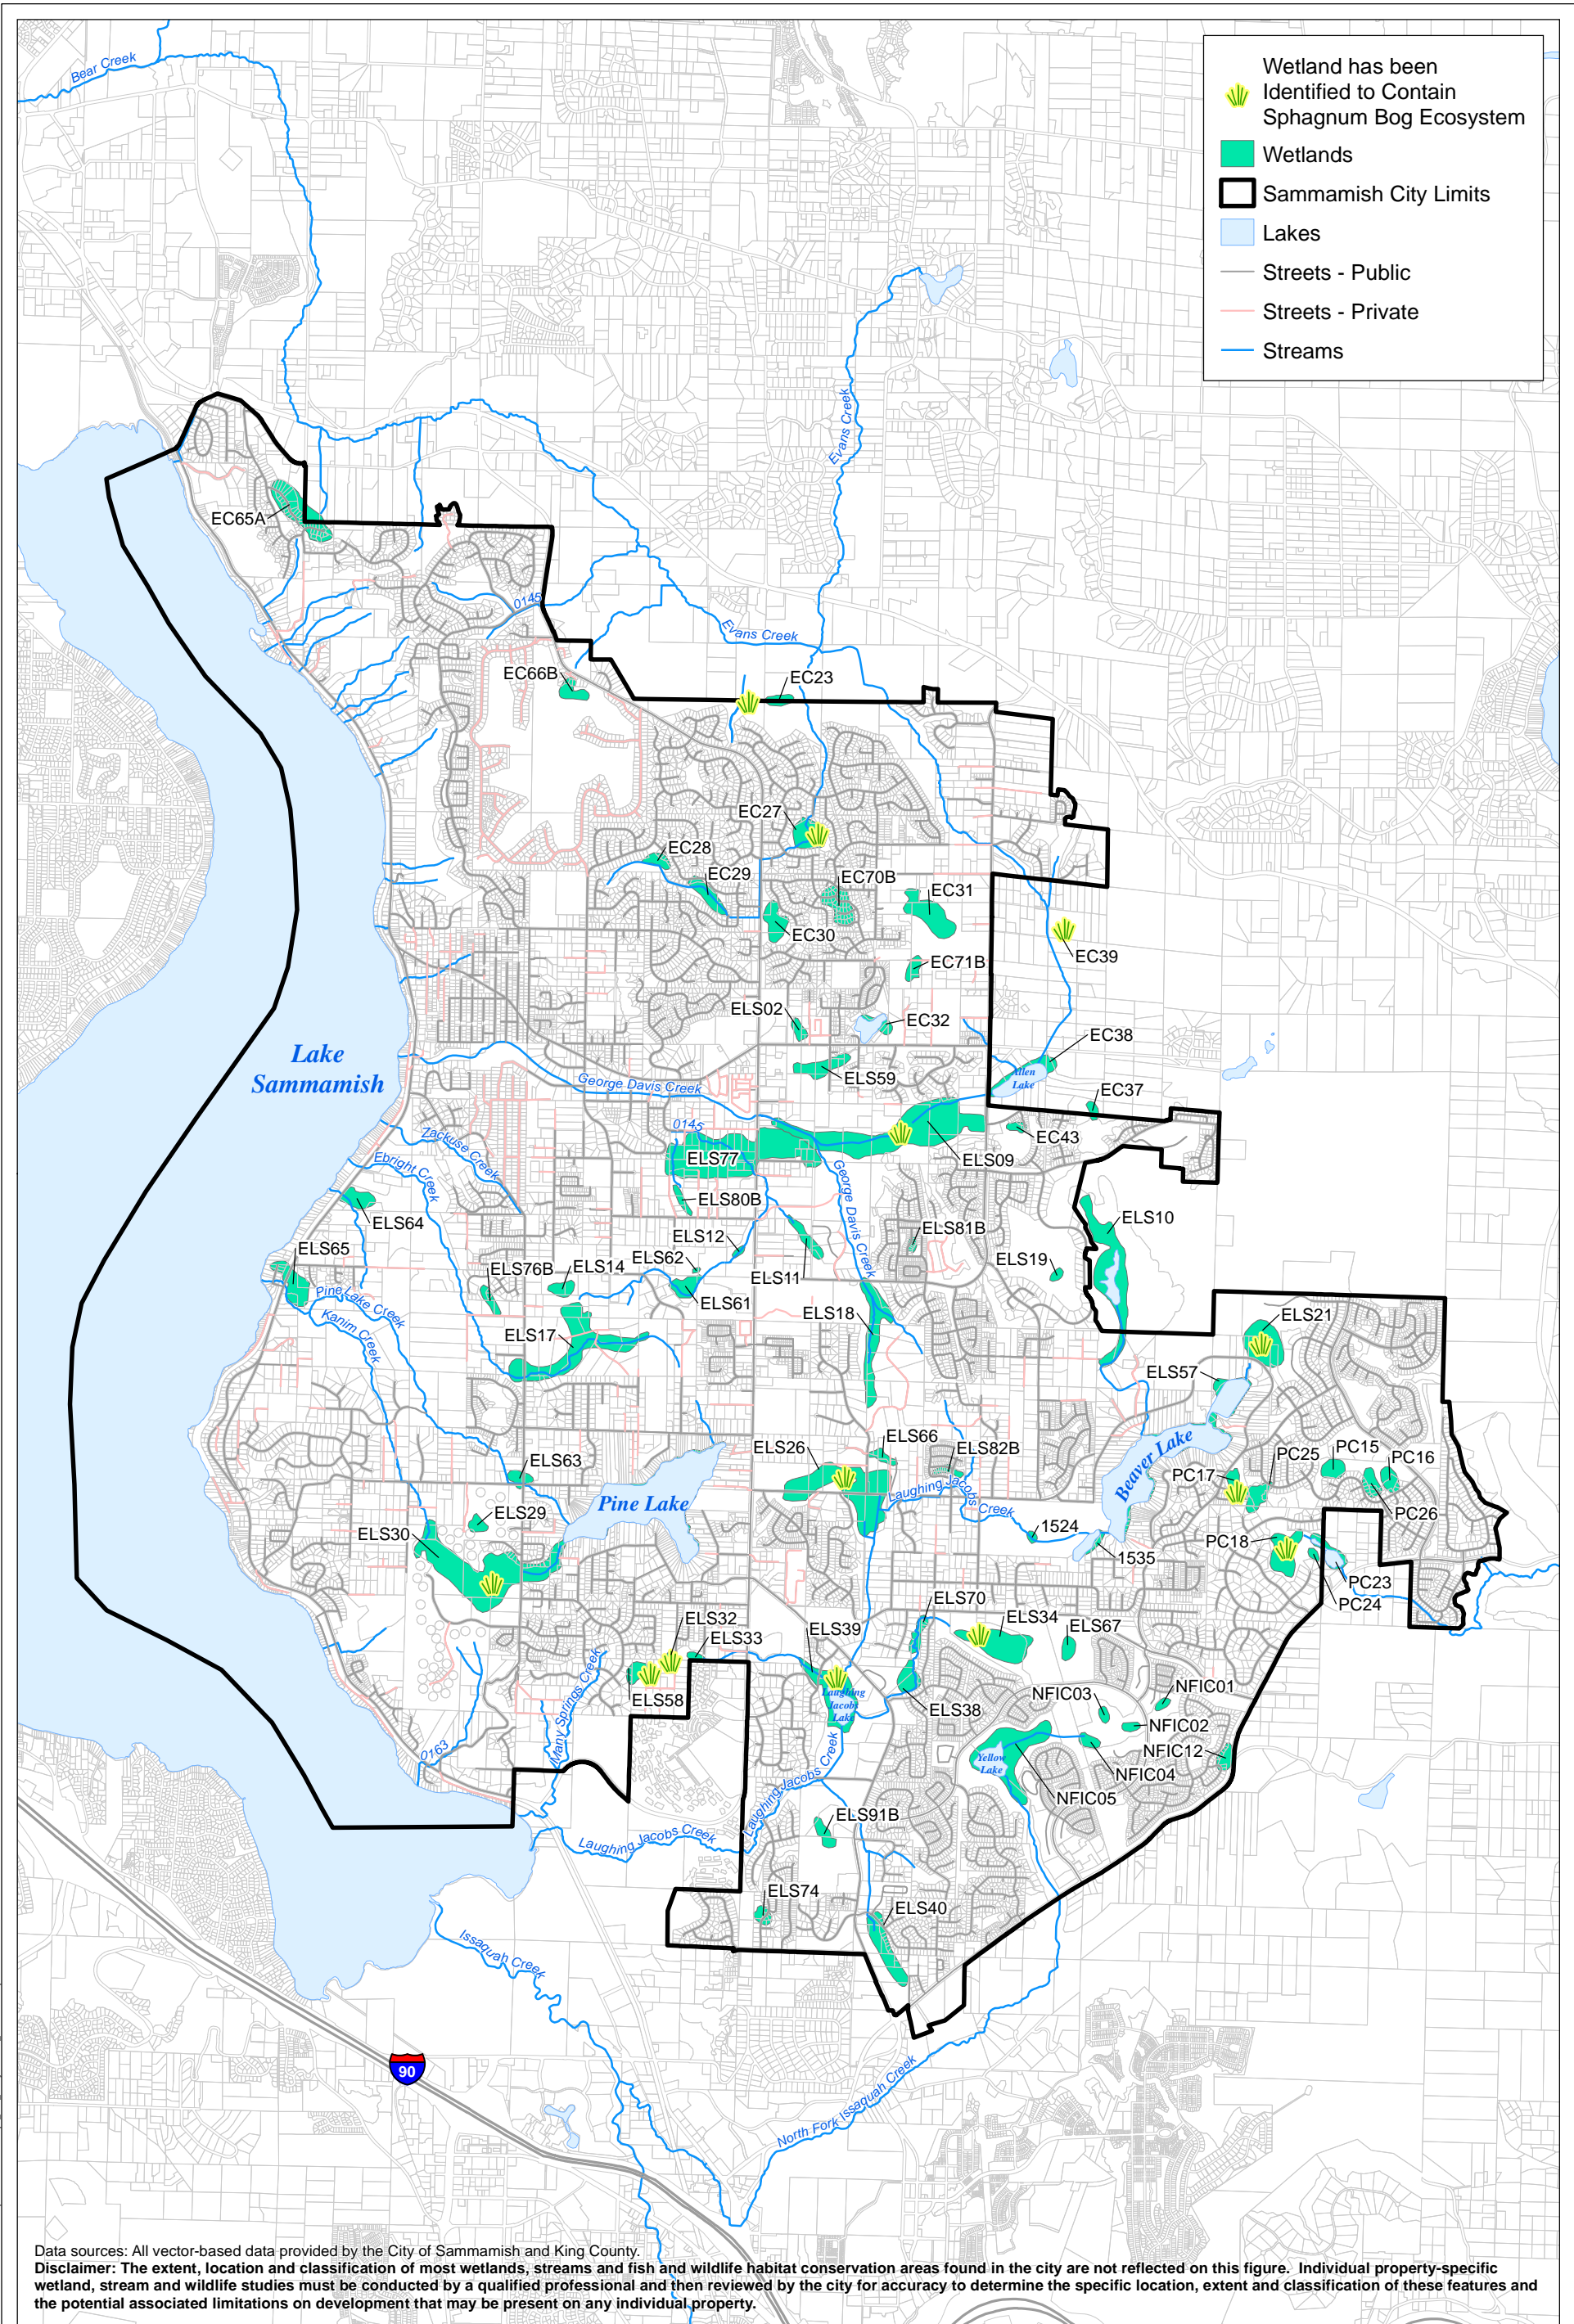 Wetland has been
Identified to Contain
Sphagnum Bog Ecosystem
Wetlands
Sammamish City Limits
Lakes
Streets - Public
Streets - Private
Streams
Bear Creek
Evans Creek
EC65A
0145
Evans Creek
EC66B
EC23
EC27
EC28
EC29
EC70B
EC31
EC30
EC39
EC71B
ELS02
EC32
EC38
Lake
Sammamish
ELS59
Allen
Lake
George Davis Creek
EC37
0145
Zackuse Creek
EC43
ELS77
ELS09
Ebright Creek
George Davis Creek
ELS80B
ELS64
ELS10
ELS12
ELS81B
ELS65
ELS62
ELS19
ELS76B
ELS14
ELS11
Pine Lake Creek
ELS61
Kanim Creek
ELS18
ELS21
ELS17
ELS57
ELS66
ELS26
ELS82B
Beaver Lake
PC25
PC15
PC16
ELS63
PC17
Pine Lake
Laughing Jacobs Creek
PC26
ELS29
1524
ELS30
PC18
1535
PC23
PC24
ELS70
ELS32
ELS34
ELS67
ELS39
ELS33
Many Springs Creek
NFIC03
NFIC01
Laughing
Jacobs
Lake
ELS58
ELS38
NFIC02
0163
NFIC12
Yellow
Lake
NFIC04
Laughing Jacobs Creek
NFIC05
ELS91B
Laughing Jacobs Creek
ELS74
ELS40
Issaquah Creek
90
North Fork Issaquah Creek
Data sources: All vector-based data provided by the City of Sammamish and King County.
Disclaimer: The extent, location and classification of most wetlands, streams and fish and wildlife habitat conservation areas found in the city are not reflected on this figure. Individual property-specific
wetland, stream and wildlife studies must be conducted by a qualified professional and then reviewed by the city for accuracy to determine the specific location, extent and classification of these features and
the potential associated limitations on development that may be present on any individual property.